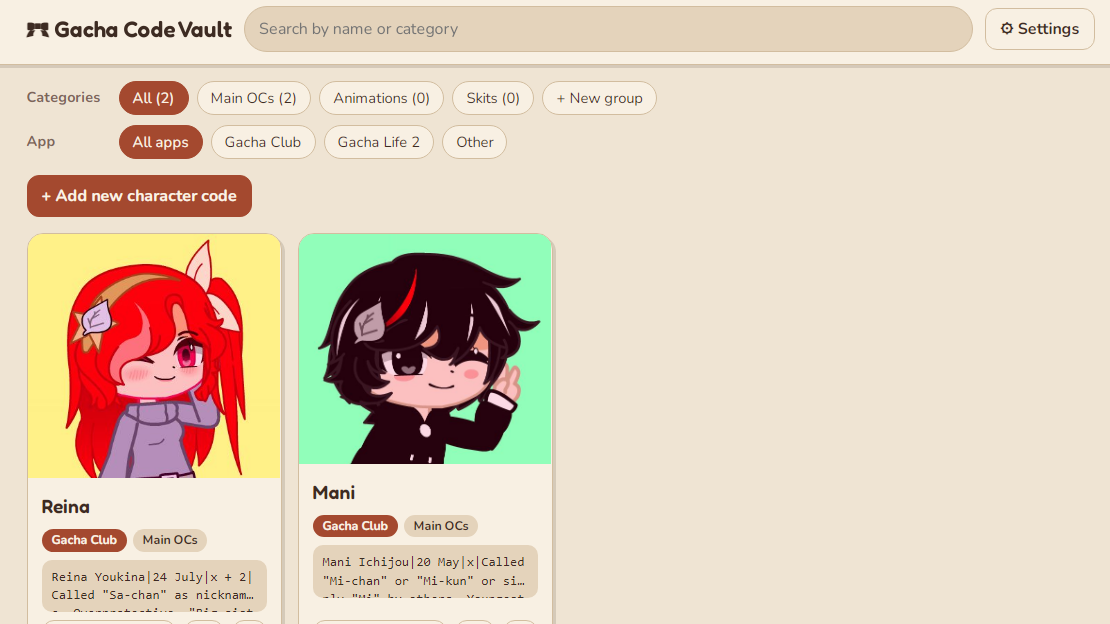 Gacha Code Vault
Search by name or category
⚙ Settings
Categories
All (2)
Main OCs (2)
Animations (0)
Skits (0)
+ New group
App
All apps
Gacha Club
Gacha Life 2
Other
+ Add new character code
Reina
Gacha Club
Main OCs
Reina Youkina|24 July|x + 2|
Called "Sa-chan" as nicknam…
Mani
Gacha Club
Main OCs
Mani Ichijou|20 May|x|Called
"Mi-chan" or "Mi-kun" or si…